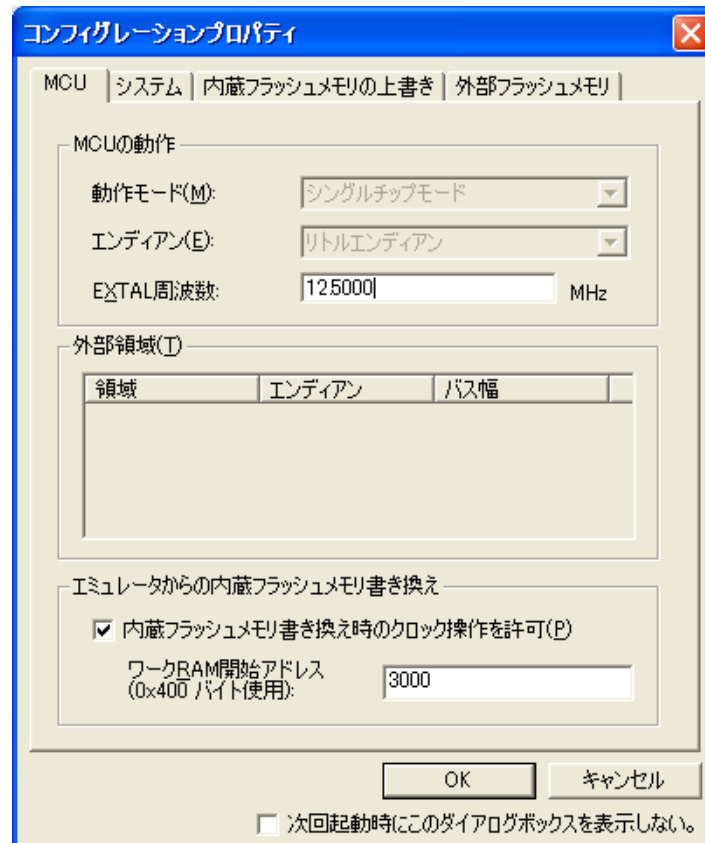 コンフィグレーションプロパティ
MCU システム 内蔵フラッシュメモリの上書き 外部フラッシュメモリ
MCUの動作
動作モード(M): シングルチップモード
エンディアン(E): リトルエンディアン
EXTAL周波数: 12.5000 MHz
外部領域(T)
領域 エンディアン バス幅
エミュレータからの内蔵フラッシュメモリ書き換え
内蔵フラッシュメモリ書き換え時のクロック操作を許可(P)
ワークRAM開始アドレス
(0x400 バイト使用): 3000
OK キャンセル
次回起動時にこのダイアログボックスを表示しない。